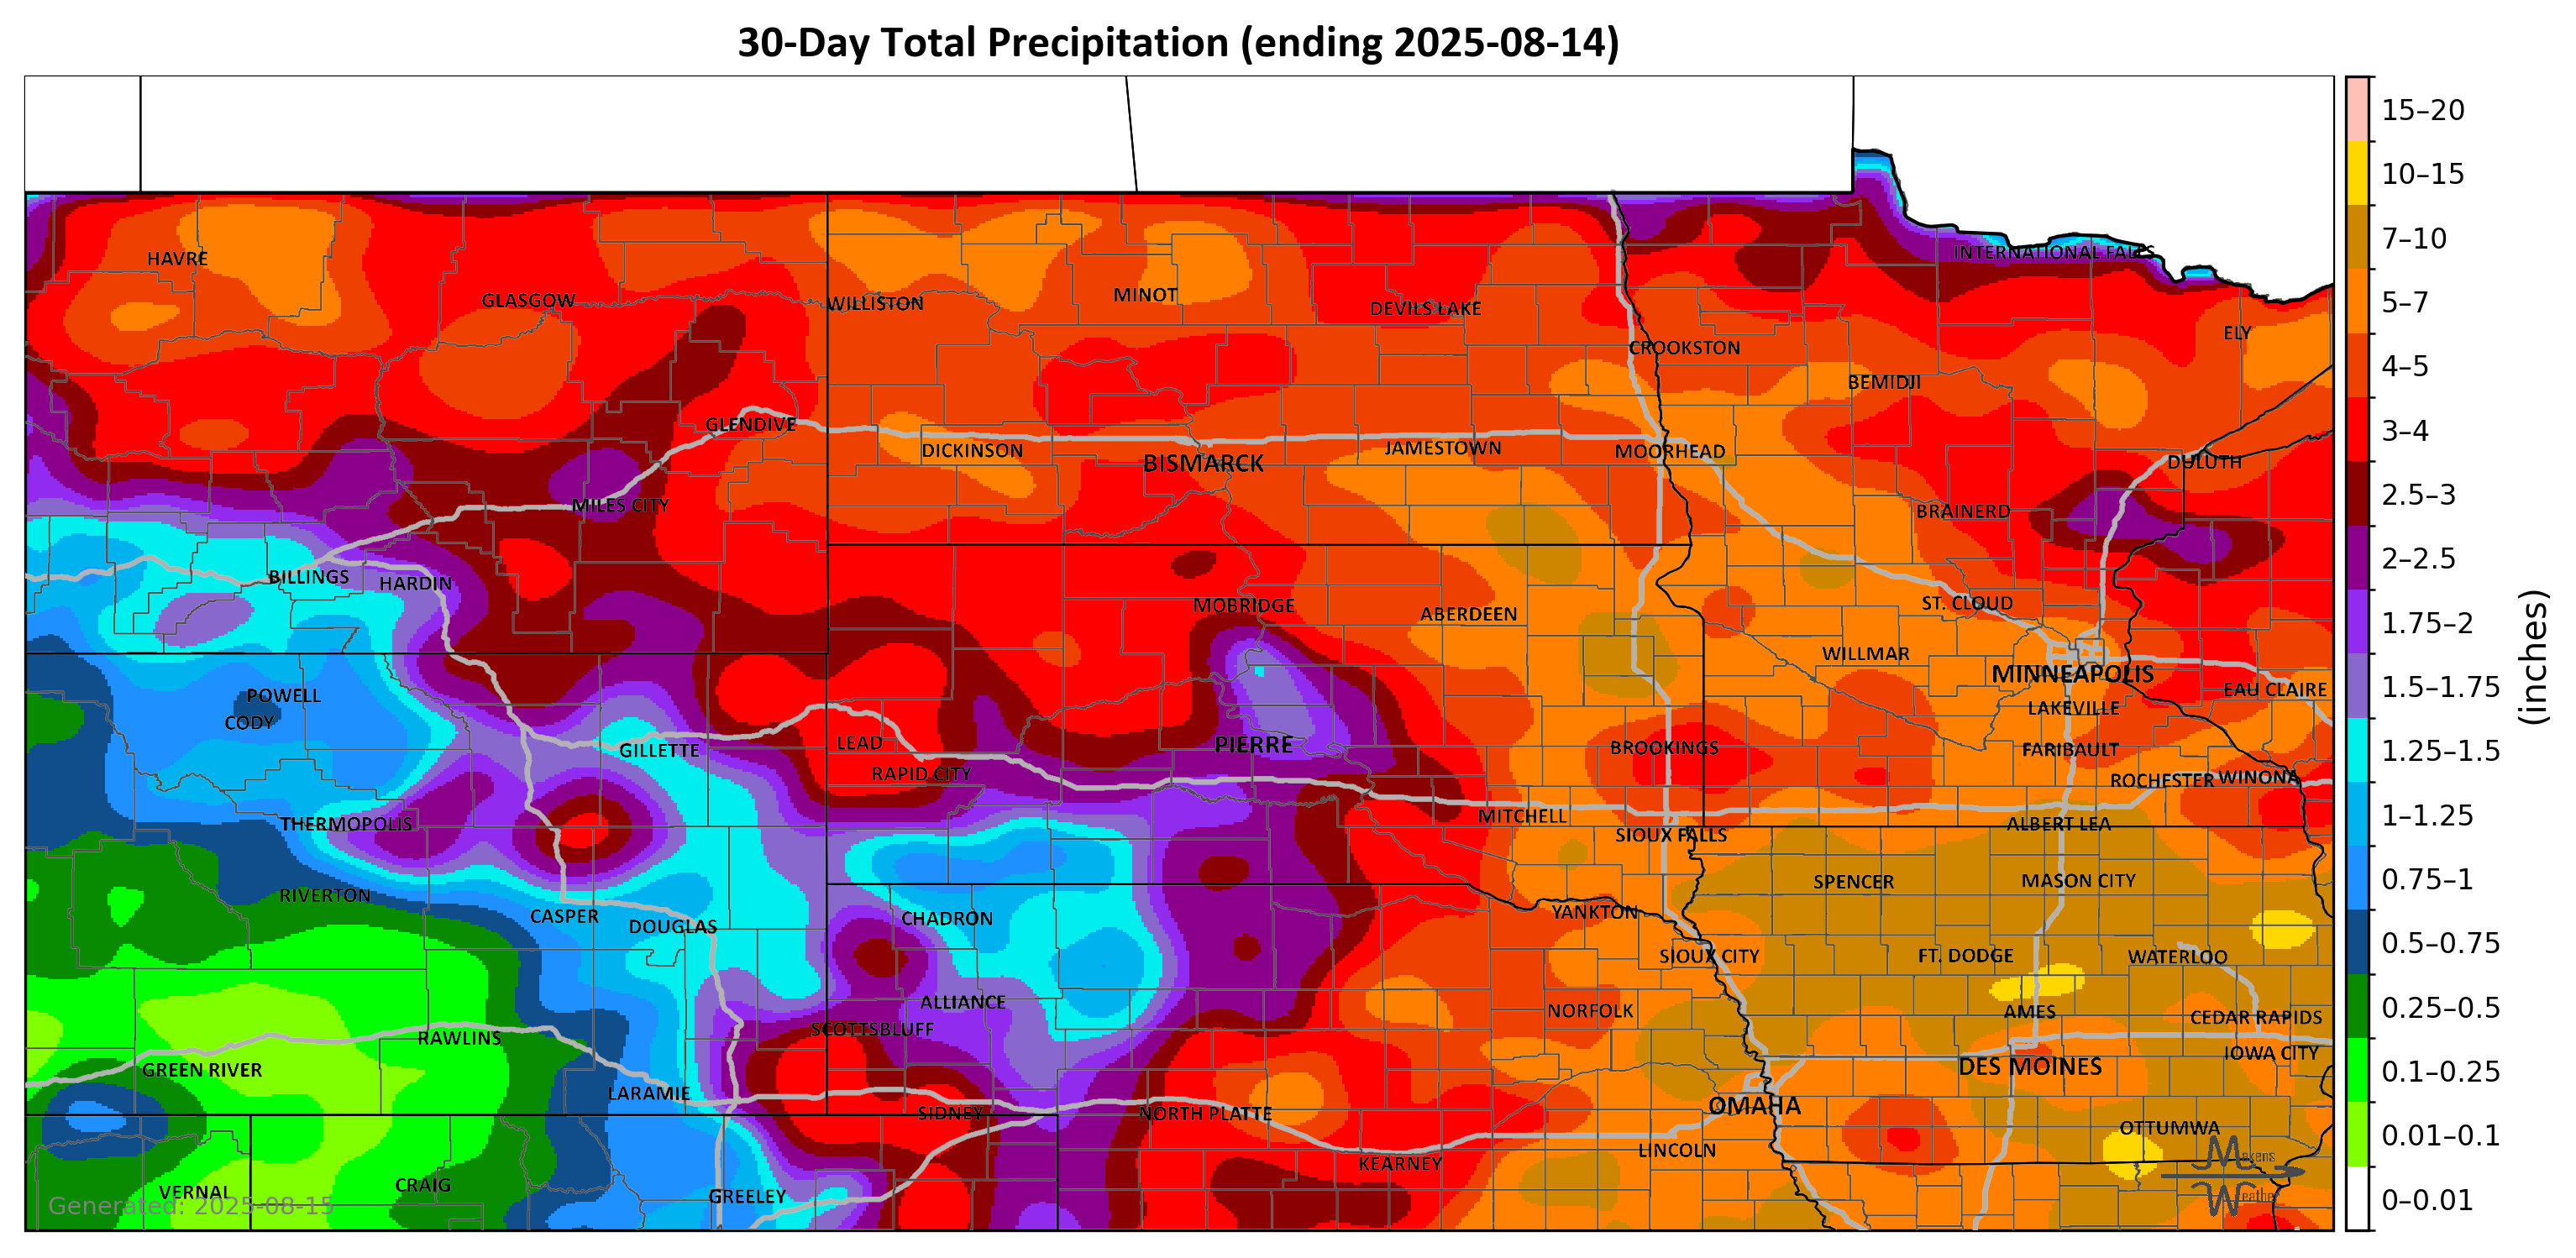 30-Day Total Precipitation (ending 2025-08-14)
15–20
10–15
7–10
5–7
4–5
3–4
2.5–3
2–2.5
1.75–2
1.5–1.75
1.25–1.5
1–1.25
0.75–1
0.5–0.75
0.25–0.5
0.1–0.25
0.01–0.1
0–0.01
(inches)
INTERNATIONAL FALLS
HAVRE
GLASGOW
WILLISTON
MINOT
DEVILS LAKE
ELY
CROOKSTON
BEMIDJI
GLENDIVE
DICKINSON
BISMARCK
JAMESTOWN
MOORHEAD
DULUTH
MILES CITY
BRAINERD
BILLINGS
HARDIN
MOBRIDGE
ABERDEEN
ST. CLOUD
WILLMAR
MINNEAPOLIS
POWELL
EAU CLAIRE
CODY
LAKEVILLE
GILLETTE
LEAD
PIERRE
BROOKINGS
FARIBAULT
RAPID CITY
ROCHESTER
WINONA
THERMOPOLIS
MITCHELL
SIOUX FALLS
ALBERT LEA
RIVERTON
SPENCER
MASON CITY
CASPER
DOUGLAS
CHADRON
YANKTON
SIOUX CITY
FT. DODGE
WATERLOO
ALLIANCE
NORFOLK
AMES
SCOTTSBLUFF
CEDAR RAPIDS
RAWLINS
IOWA CITY
GREEN RIVER
DES MOINES
LARAMIE
SIDNEY
NORTH PLATTE
OMAHA
OTTUMWA
LINCOLN
KEARNEY
VERNAL
CRAIG
GREELEY
Makens
Weather
Generated: 2025-08-15